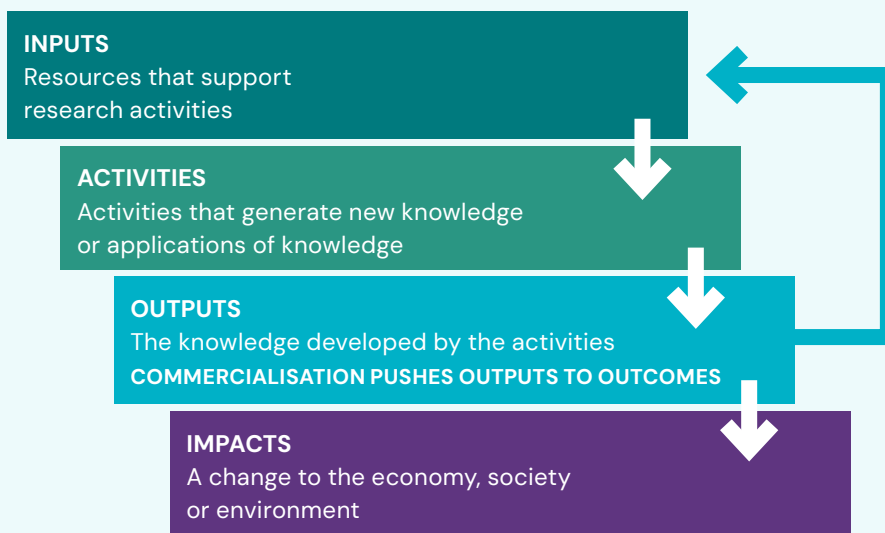 INPUTS
Resources that support
research activities
ACTIVITIES
Activities that generate new knowledge
or applications of knowledge
OUTPUTS
The knowledge developed by the activities
COMMERCIALISATION PUSHES OUTPUTS TO OUTCOMES
IMPACTS
A change to the economy, society
or environment